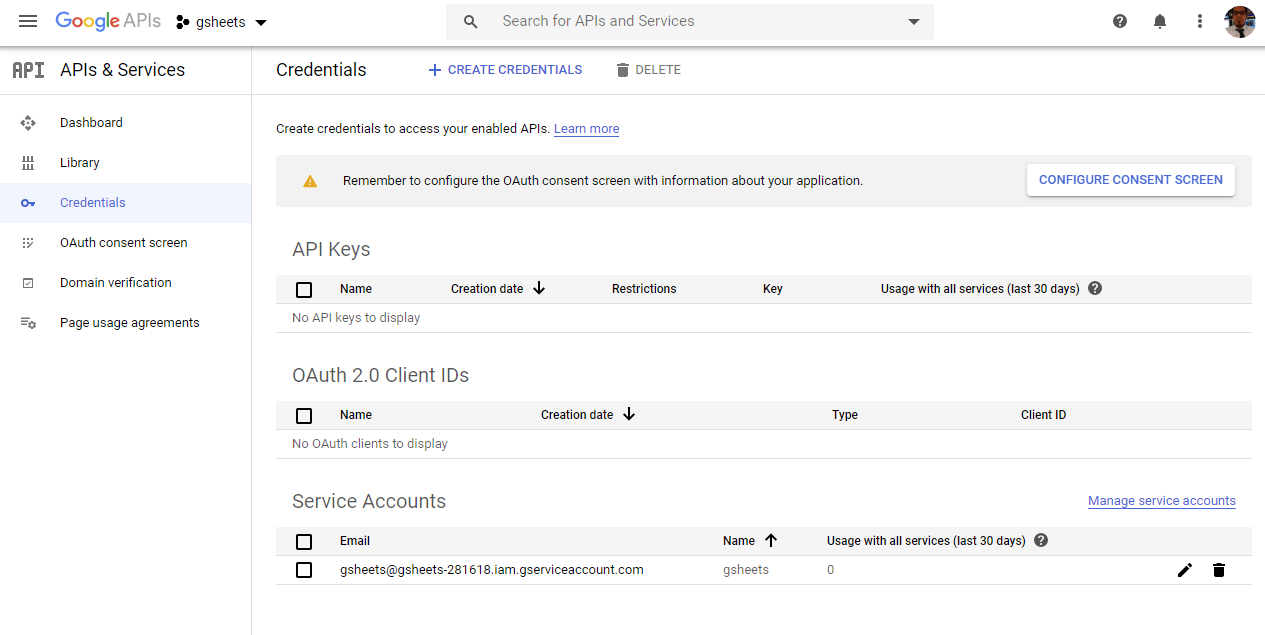 Google APIs gsheets Search for APIs and Services
API APIs & Services Credentials CREATE CREDENTIALS DELETE
Dashboard
Library
Credentials
OAuth consent screen
Domain verification
Page usage agreements
Create credentials to access your enabled APIs. Learn more
Remember to configure the OAuth consent screen with information about your application. CONFIGURE CONSENT SCREEN
API Keys
Name Creation date Restrictions Key Usage with all services (last 30 days)
No API keys to display
OAuth 2.0 Client IDs
Name Creation date Type Client ID
No OAuth clients to display
Service Accounts Manage service accounts
Email Name Usage with all services (last 30 days)
gsheets@gsheets-281618.iam.gserviceaccount.com gsheets 0